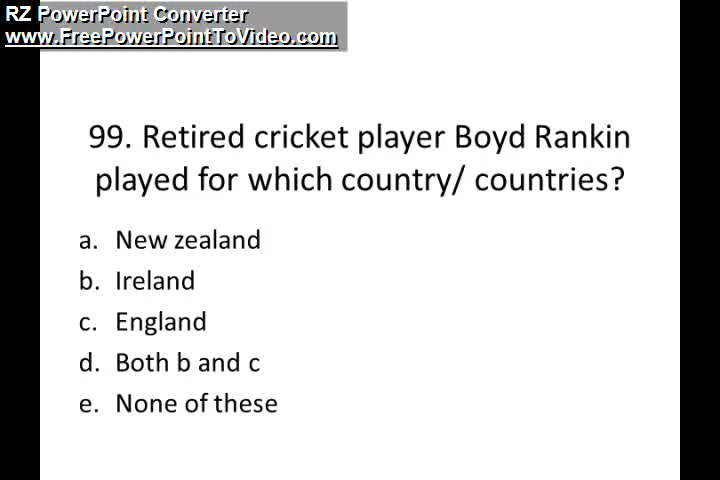 RZ PowerPoint Converter
www.FreePowerPointToVideo.com
99. Retired cricket player Boyd Rankin
played for which country/ countries?
a. New zealand
b. Ireland
c. England
d. Both b and c
e. None of these